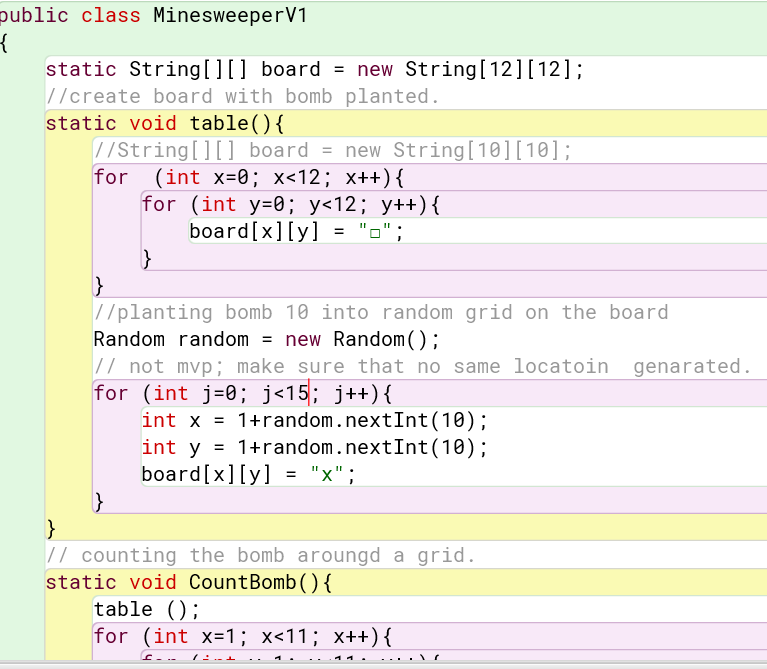 public class MinesweeperV1
{
static String[][] board = new String[12][12];
//create board with bomb planted.
static void table(){
//String[][] board = new String[10][10];
for  (int x=0; x<12; x++){
for (int y=0; y<12; y++){
board[x][y] = "□";
}
}
//planting bomb 10 into random grid on the board
Random random = new Random();
// not mvp; make sure that no same locatoin  genarated.
for (int j=0; j<15; j++){
int x = 1+random.nextInt(10);
int y = 1+random.nextInt(10);
board[x][y] = "x";
}
}
// counting the bomb aroungd a grid.
static void CountBomb(){
table ();
for (int x=1; x<11; x++){
for (int y=1; y<11; y++){